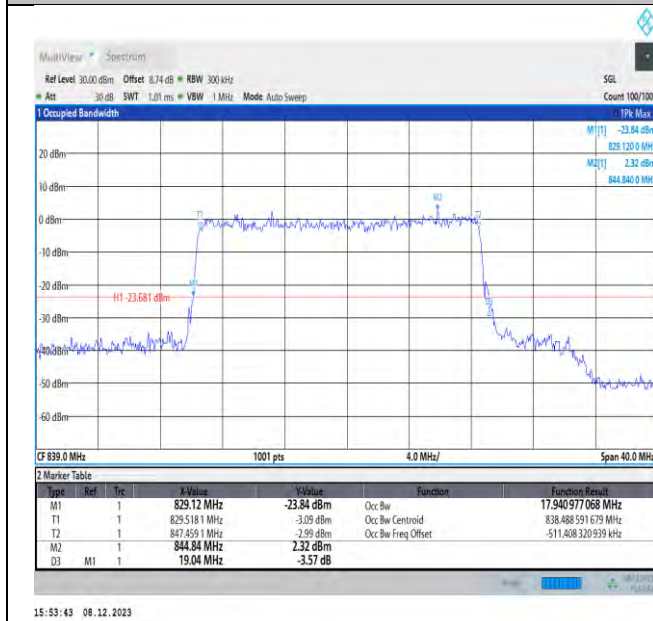 MultiView Spectrum
Ref Level 30.00 dBm Offset 8.74 dB RBW 300 kHz SGL
Att 30 dB SWT 1.01 ms VBW 1 MHz Mode Auto Sweep Count 100/100
1 Occupied Bandwidth 1Pk Max
M1[1] -23.84 dBm
829.120 0 MH
M2[1] 2.32 dBm
844.840 0 MH
20 dBm
10 dBm
M2
T1
0 dBm
-10 dBm
-20 dBm
M1
H1 -23.681 dBm
-30 dBm
-40 dBm
-50 dBm
-60 dBm
CF 839.0 MHz 1001 pts 4.0 MHz/ Span 40.0 MHz
2 Marker Table
Type Ref Trc X-Value Y-Value Function Function Result
M1 1 829.12 MHz -23.84 dBm Occ Bw 17.940 977 068 MHz
T1 1 829.518 1 MHz -3.09 dBm Occ Bw Centroid 838.488 591 679 MHz
T2 1 847.459 1 MHz -2.99 dBm Occ Bw Freq Offset -511.408 320 939 kHz
M2 1 844.84 MHz 2.32 dBm
D3 M1 1 19.04 MHz -3.57 dB
15:53:43 08.12.2023